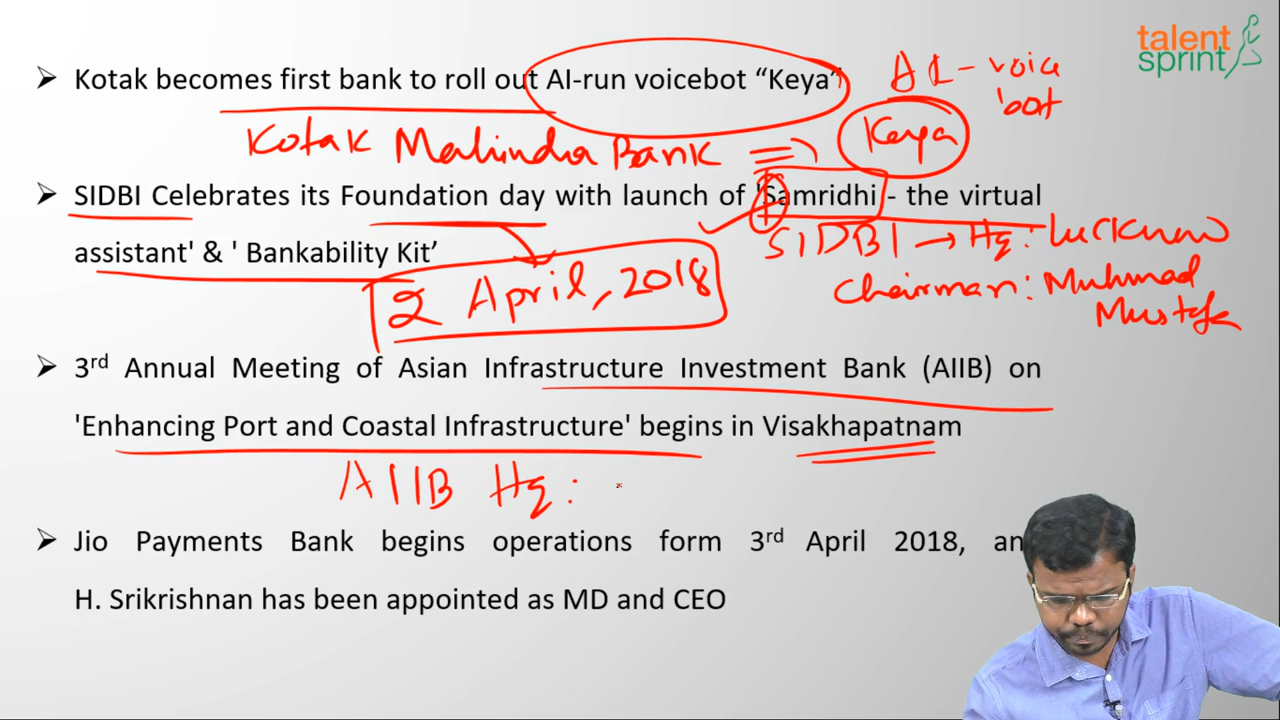 talent
sprint
➤ Kotak becomes first bank to roll out AI-run voicebot “Keya”
AI - voice
bot
Kotak Mahindra Bank ⇒ Keya
➤ SIDBI Celebrates its Foundation day with launch of 'Samridhi - the virtual
assistant' & ' Bankability Kit’
SIDBI → Hq: Lucknow
2 April, 2018
Chairman: Muhmad
Mustafa
➤ 3rd Annual Meeting of Asian Infrastructure Investment Bank (AIIB) on
'Enhancing Port and Coastal Infrastructure' begins in Visakhapatnam
AIIB Hq:
➤ Jio Payments Bank begins operations form 3rd April 2018, an
H. Srikrishnan has been appointed as MD and CEO